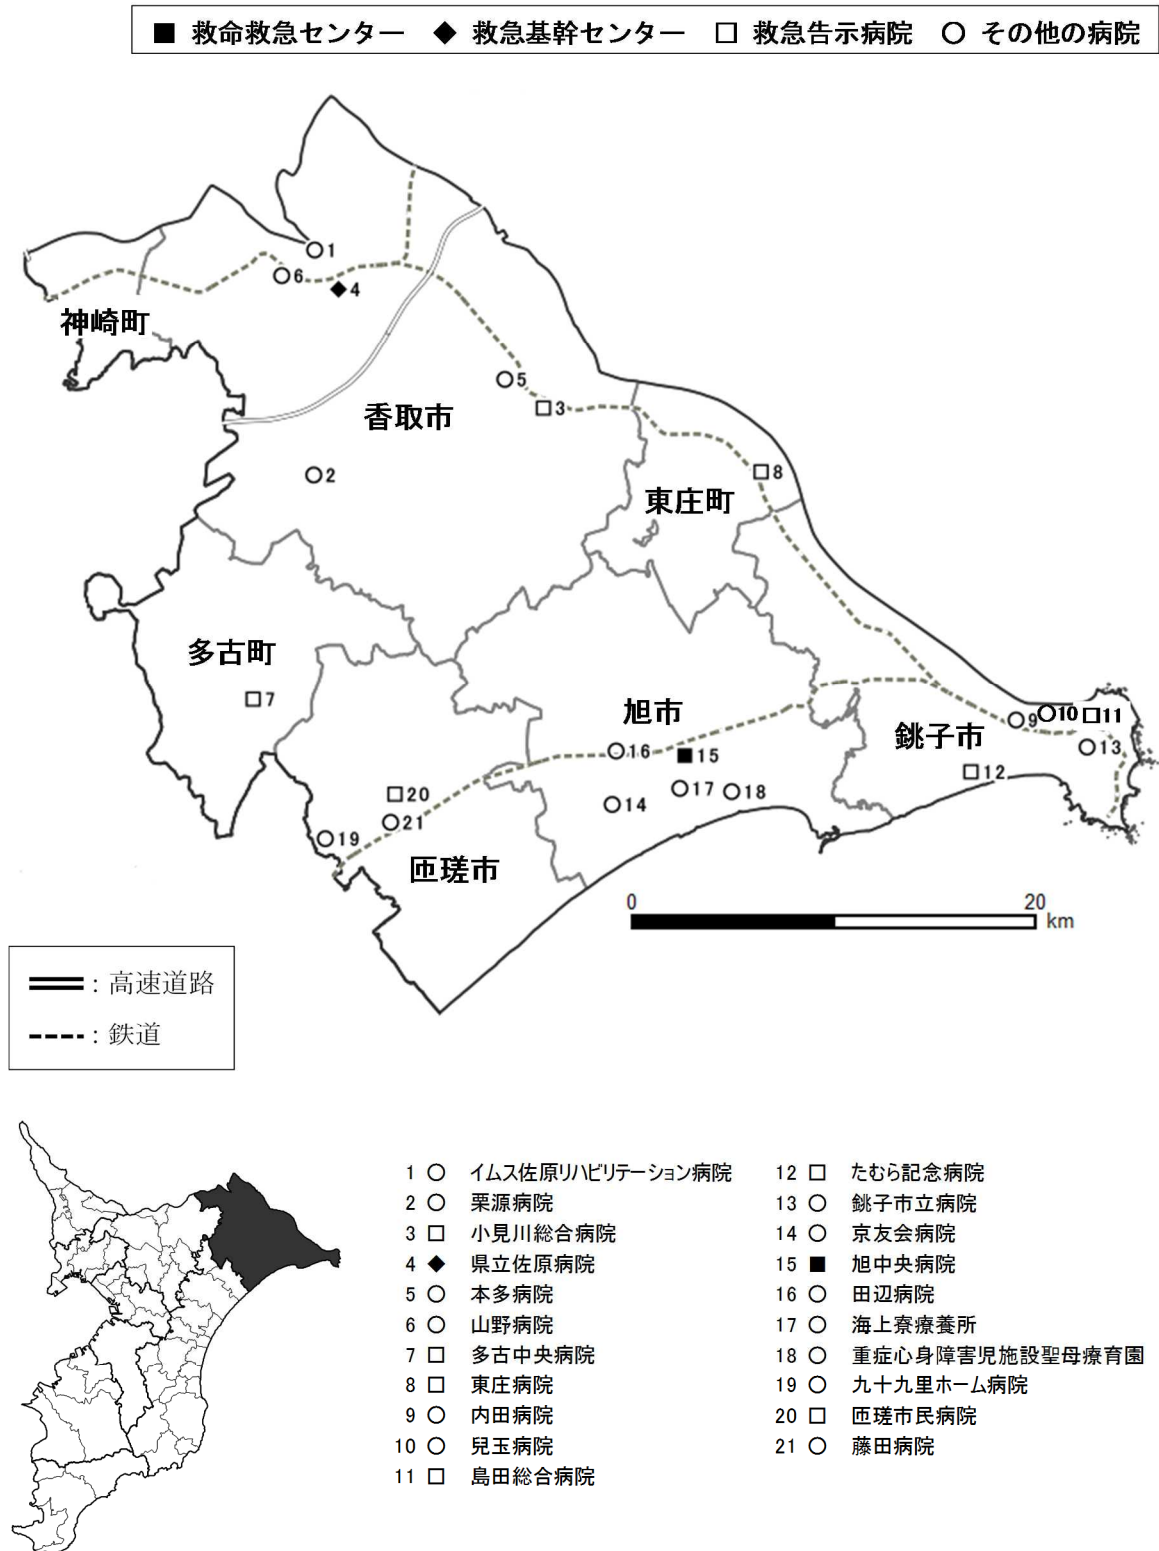 ■ 救命救急センター ◆ 救急基幹センター □ 救急告示病院 ○ その他の病院
1
6
4
神崎町
5
3
香取市
2
8
東庄町
多古町
7
旭市
9
10
11
銚子市
13
16
15
12
17
18
14
20
21
19
匝瑳市
0 20
km
: 高速道路
: 鉄道
1 ○ イムス佐原リハビリテーション病院
2 ○ 栗源病院
3 □ 小見川総合病院
4 ◆ 県立佐原病院
5 ○ 本多病院
6 ○ 山野病院
7 □ 多古中央病院
8 □ 東庄病院
9 ○ 内田病院
10 ○ 兒玉病院
11 □ 島田総合病院
12 □ たむら記念病院
13 ○ 銚子市立病院
14 ○ 京友会病院
15 ■ 旭中央病院
16 ○ 田辺病院
17 ○ 海上寮療養所
18 ○ 重症心身障害児施設聖母療育園
19 ○ 九十九里ホーム病院
20 □ 匝瑳市民病院
21 ○ 藤田病院